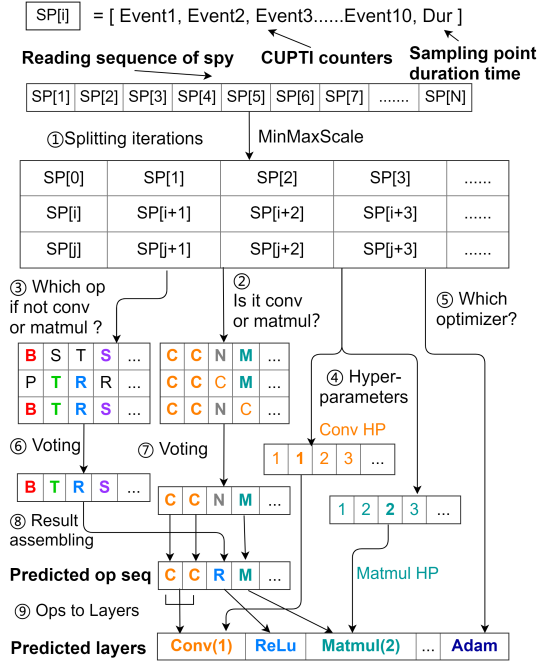 SP[i] = [ Event1, Event2, Event3......Event10, Dur ]
Reading sequence of spy
CUPTI counters
Sampling point
duration time
SP[1] SP[2] SP[3] SP[4] SP[5] SP[6] SP[7] ....... SP[N]
①Splitting iterations
MinMaxScale
SP[0] SP[1] SP[2] SP[3] ......
SP[i] SP[i+1] SP[i+2] SP[i+3] ......
SP[j] SP[j+1] SP[j+2] SP[j+3] ......
③ Which op
if not conv
or matmul ?
②
Is it conv
or matmul?
⑤ Which
optimizer?
B S T S ...
P T R R ...
B T R S ...
C C N M ...
C C C M ...
C C N C ...
④ Hyper-
parameters
Conv HP
1 1 2 3 ...
⑥ Voting
⑦ Voting
B T R S ...
C C N M ...
1 2 2 3 ...
⑧ Result
assembling
Matmul HP
Predicted op seq C C R M ...
⑨ Ops to Layers
Predicted layers Conv(1) ReLu Matmul(2) ... Adam